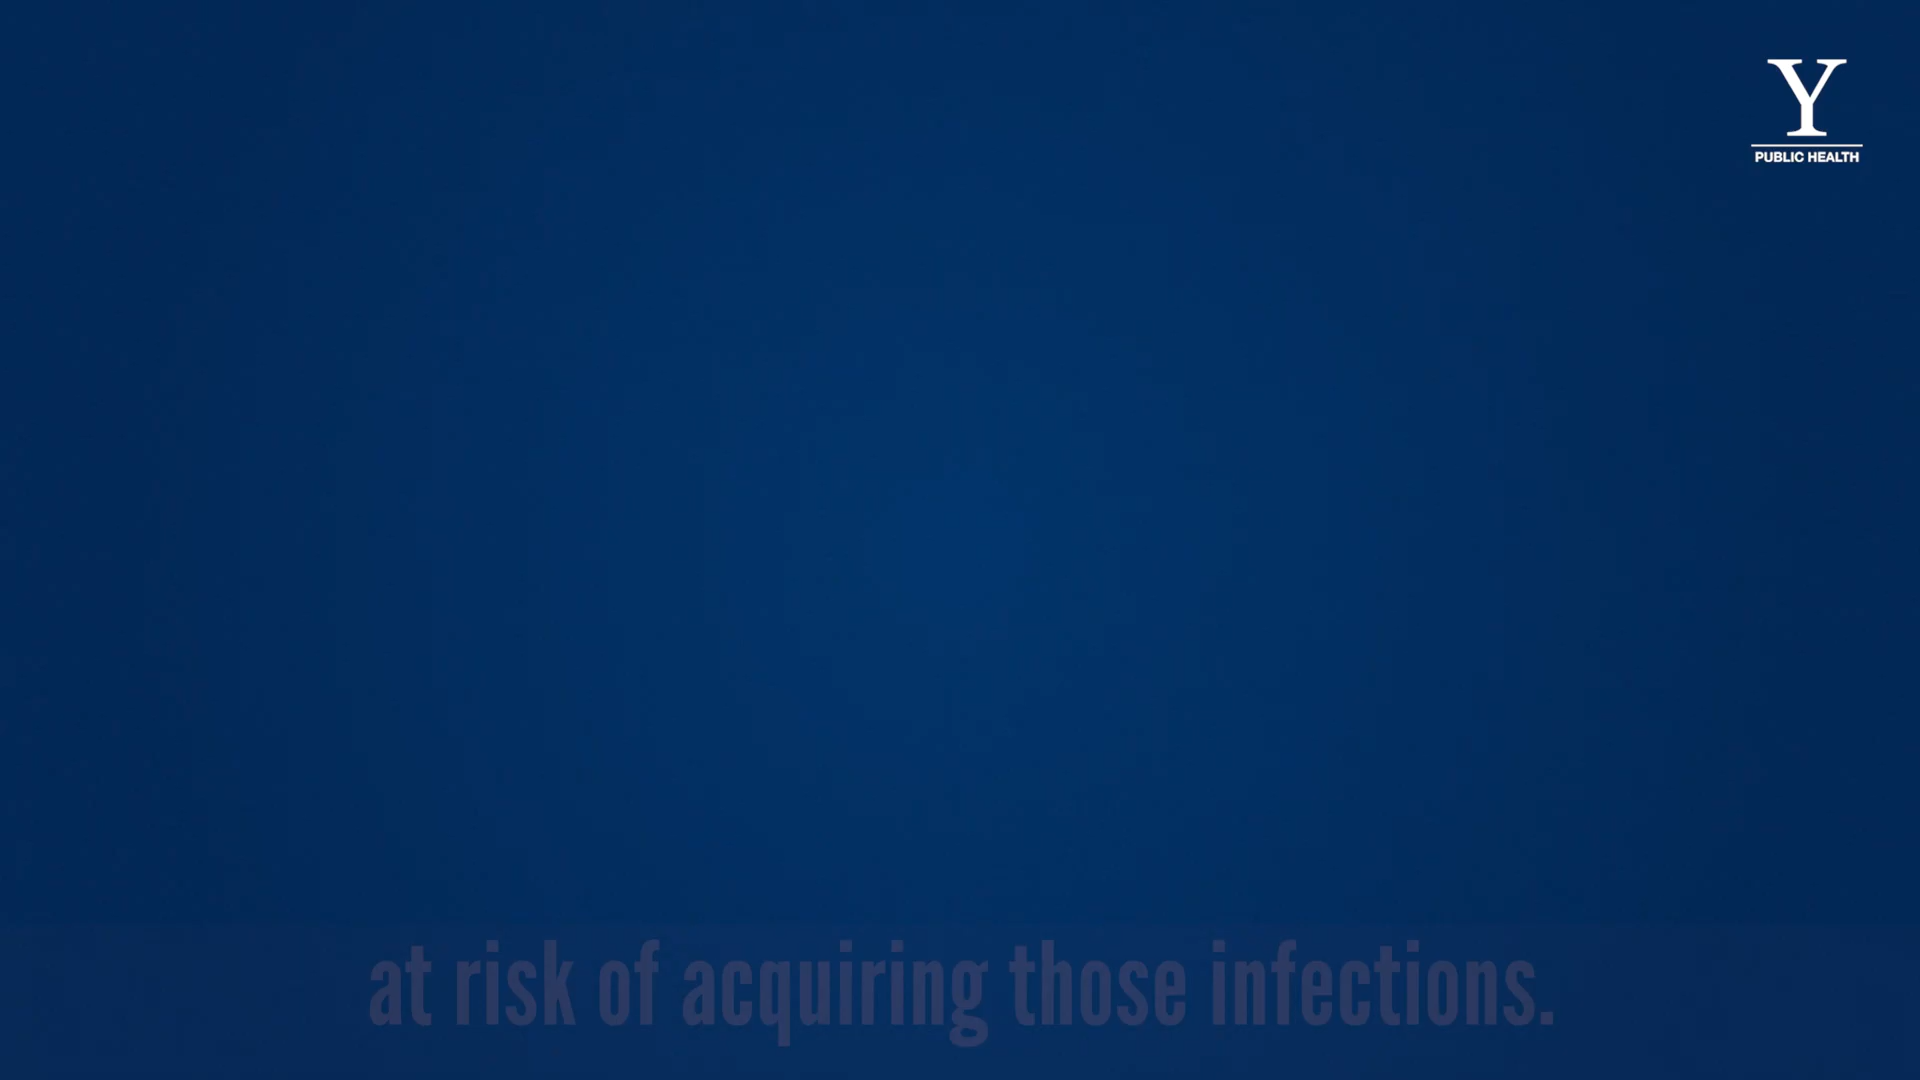 Y
PUBLIC HEALTH
at risk of acquiring those infections.